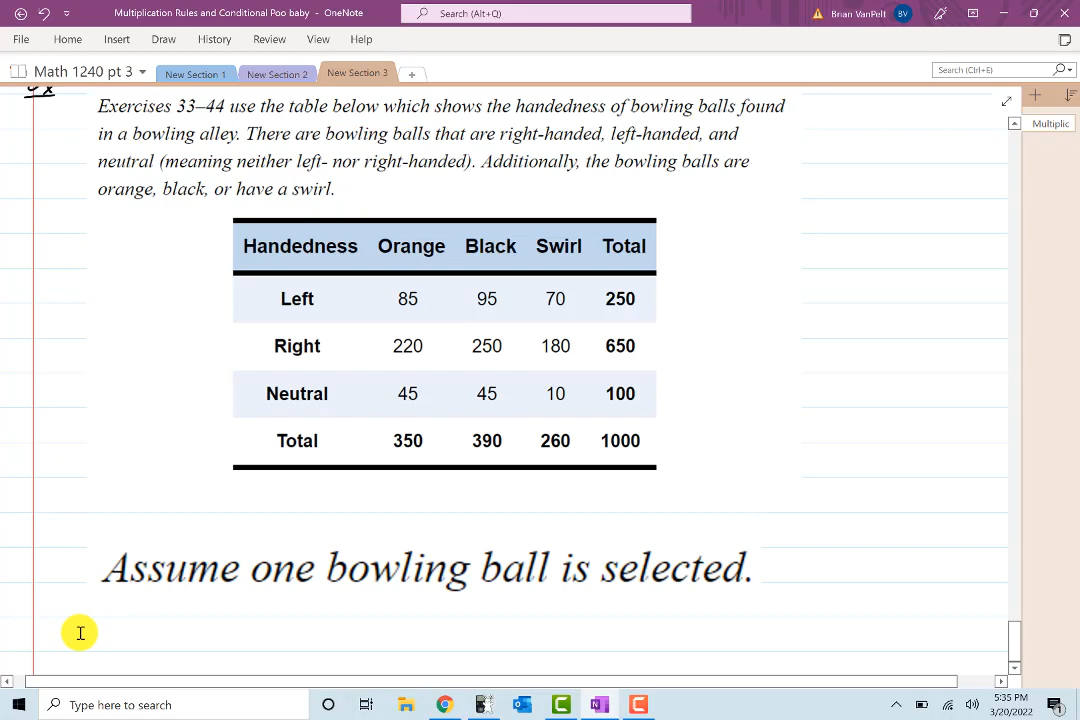 Multiplication Rules and Conditional Poo baby - OneNote
Search (Alt+Q)
Brian VanPelt
BV
File Home Insert Draw History Review View Help
Math 1240 pt 3
New Section 1
New Section 2
New Section 3
Search (Ctrl+E)
Multiplic
Ex
Exercises 33–44 use the table below which shows the handedness of bowling balls found
in a bowling alley. There are bowling balls that are right-handed, left-handed, and
neutral (meaning neither left- nor right-handed). Additionally, the bowling balls are
orange, black, or have a swirl.
Handedness Orange Black Swirl Total
Left 85 95 70 250
Right 220 250 180 650
Neutral 45 45 10 100
Total 350 390 260 1000
Assume one bowling ball is selected.
Type here to search
5:35 PM
3/20/2022